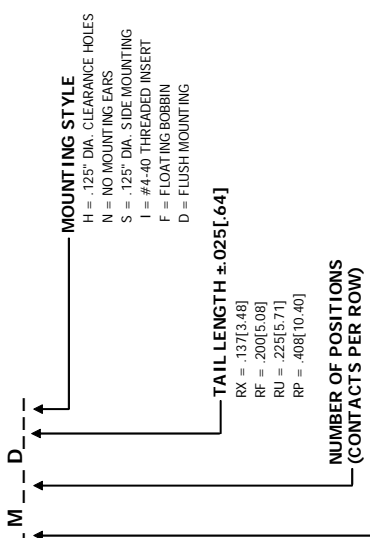 M _ _ D _ _
MOUNTING STYLE
H = .125" DIA. CLEARANCE HOLES
N = NO MOUNTING EARS
S = .125" DIA. SIDE MOUNTING
I = #4-40 THREADED INSERT
F = FLOATING BOBBIN
D = FLUSH MOUNTING
TAIL LENGTH ±.025[.64]
RX = .137[3.48]
RF = .200[5.08]
RU = .225[5.71]
RP = .408[10.40]
NUMBER OF POSITIONS
(CONTACTS PER ROW)